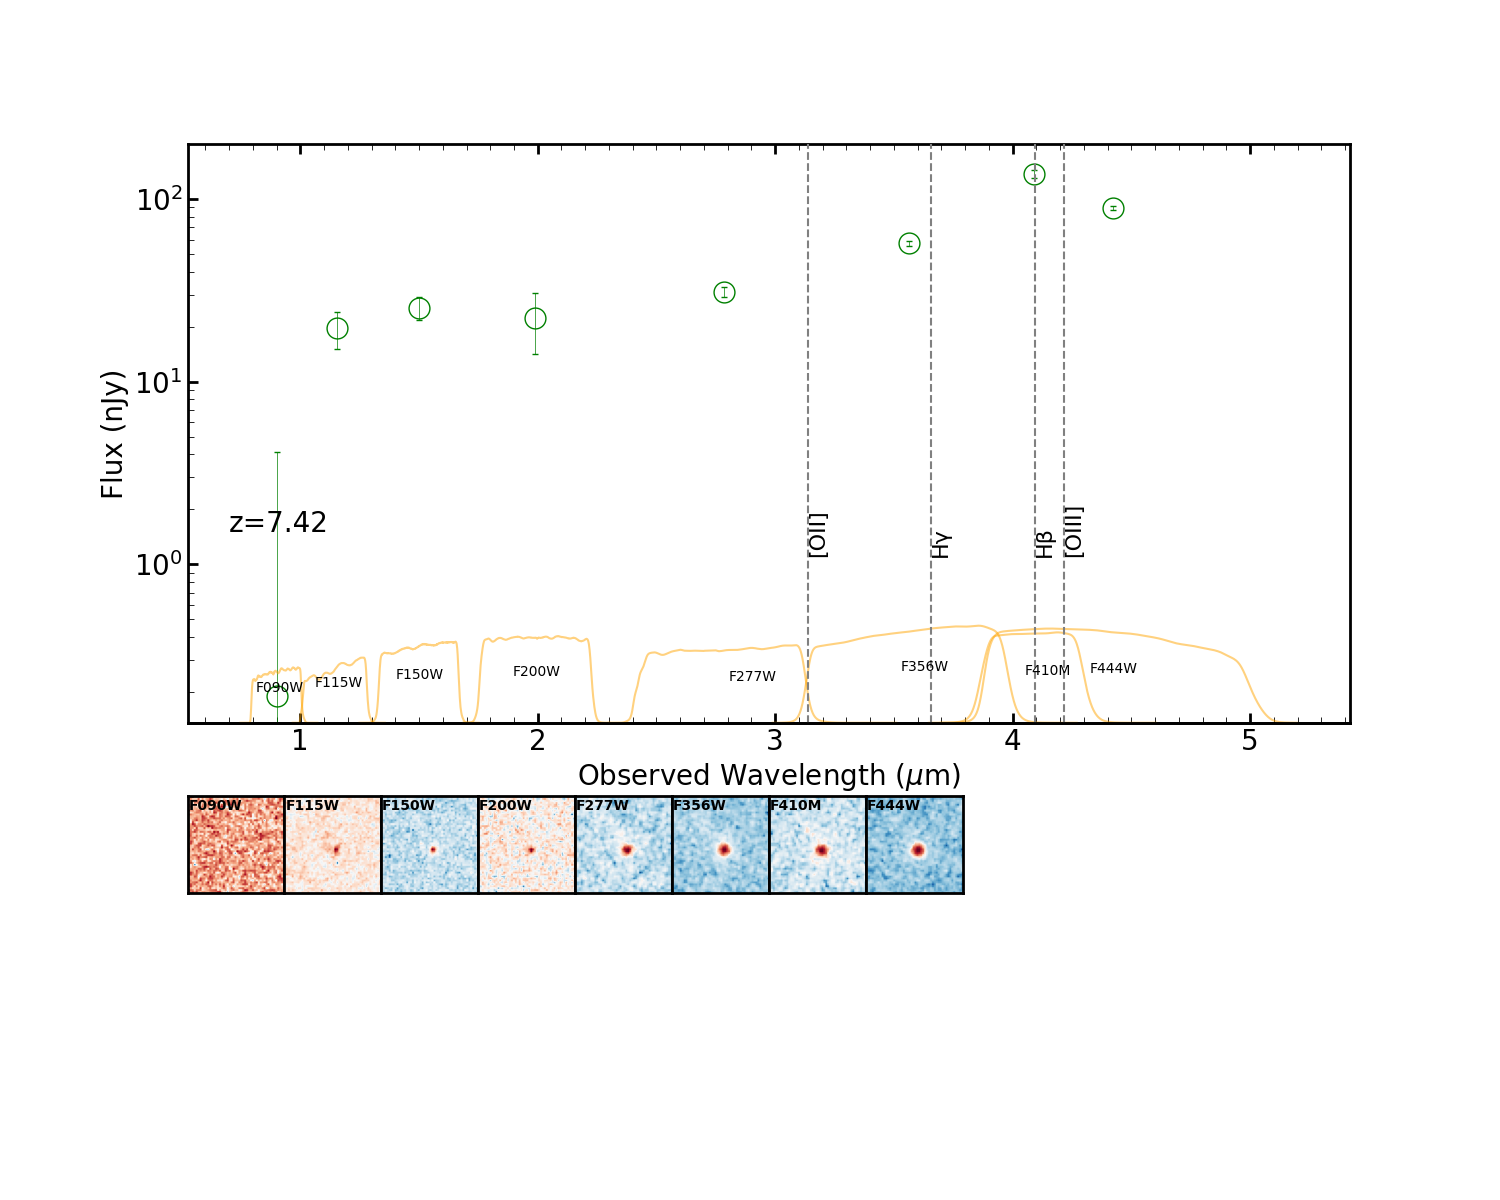 10²
10¹
10⁰
Flux (nJy)
z=7.42
[OII]
Hγ
Hβ
[OIII]
F090W
F115W
F150W
F200W
F277W
F356W
F410M
F444W
1 2 3 4 5
Observed Wavelength (μm)
F090W F115W F150W F200W F277W F356W F410M F444W